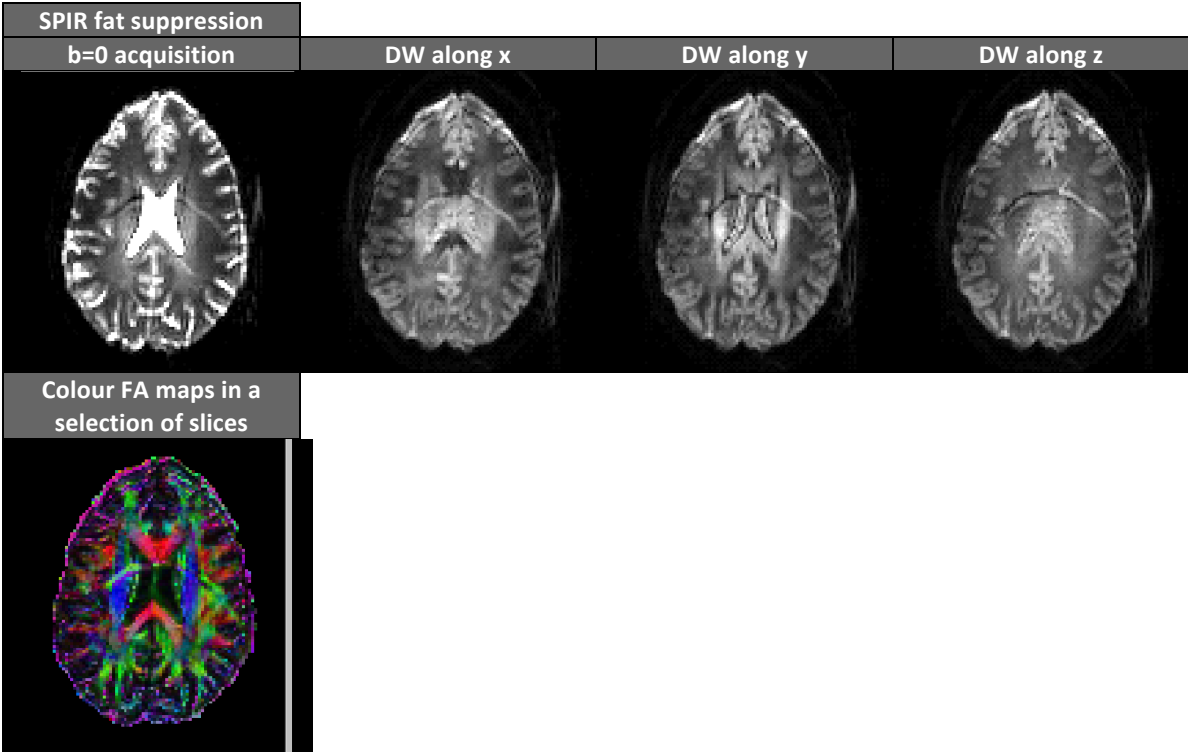 SPIR fat suppression
b=0 acquisition
DW along x
DW along y
DW along z
Colour FA maps in a
selection of slices